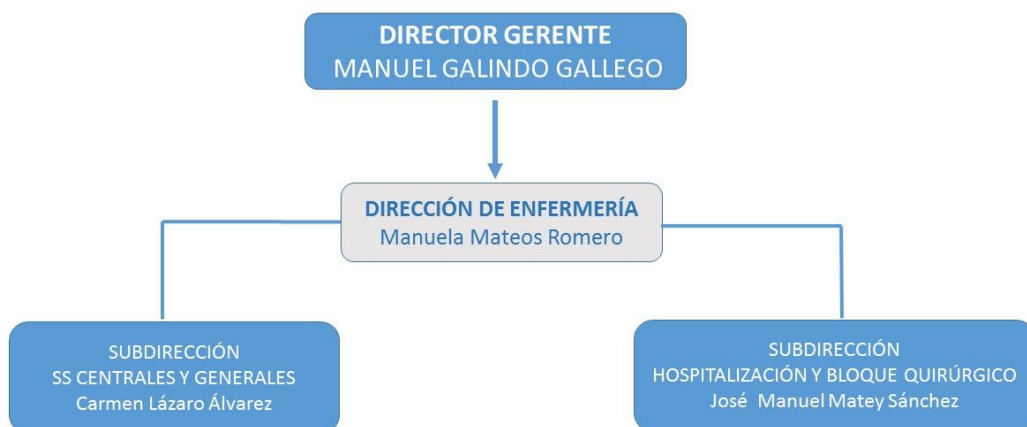 DIRECTOR GERENTE
MANUEL GALINDO GALLEGO
DIRECCIÓN DE ENFERMERÍA
Manuela Mateos Romero
SUBDIRECCIÓN
SS CENTRALES Y GENERALES
Carmen Lázaro Álvarez
SUBDIRECCIÓN
HOSPITALIZACIÓN Y BLOQUE QUIRÚRGICO
José Manuel Matey Sánchez